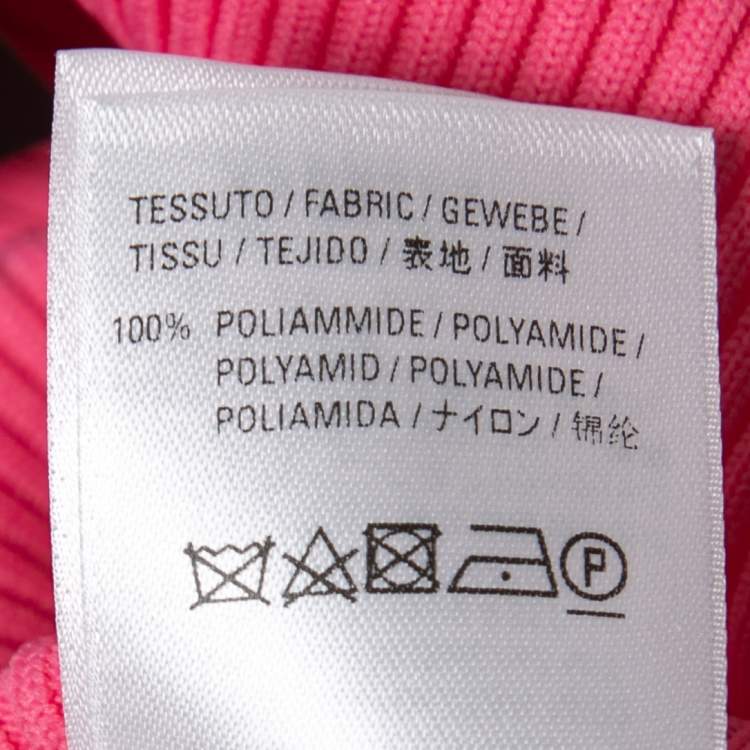 TESSUTO / FABRIC / GEWEBE /
TISSU / TEJIDO / 表地 / 面料
100% POLIAMMIDE / POLYAMIDE /
POLYAMID / POLYAMIDE /
POLIAMIDA / ナイロン / 锦纶
P